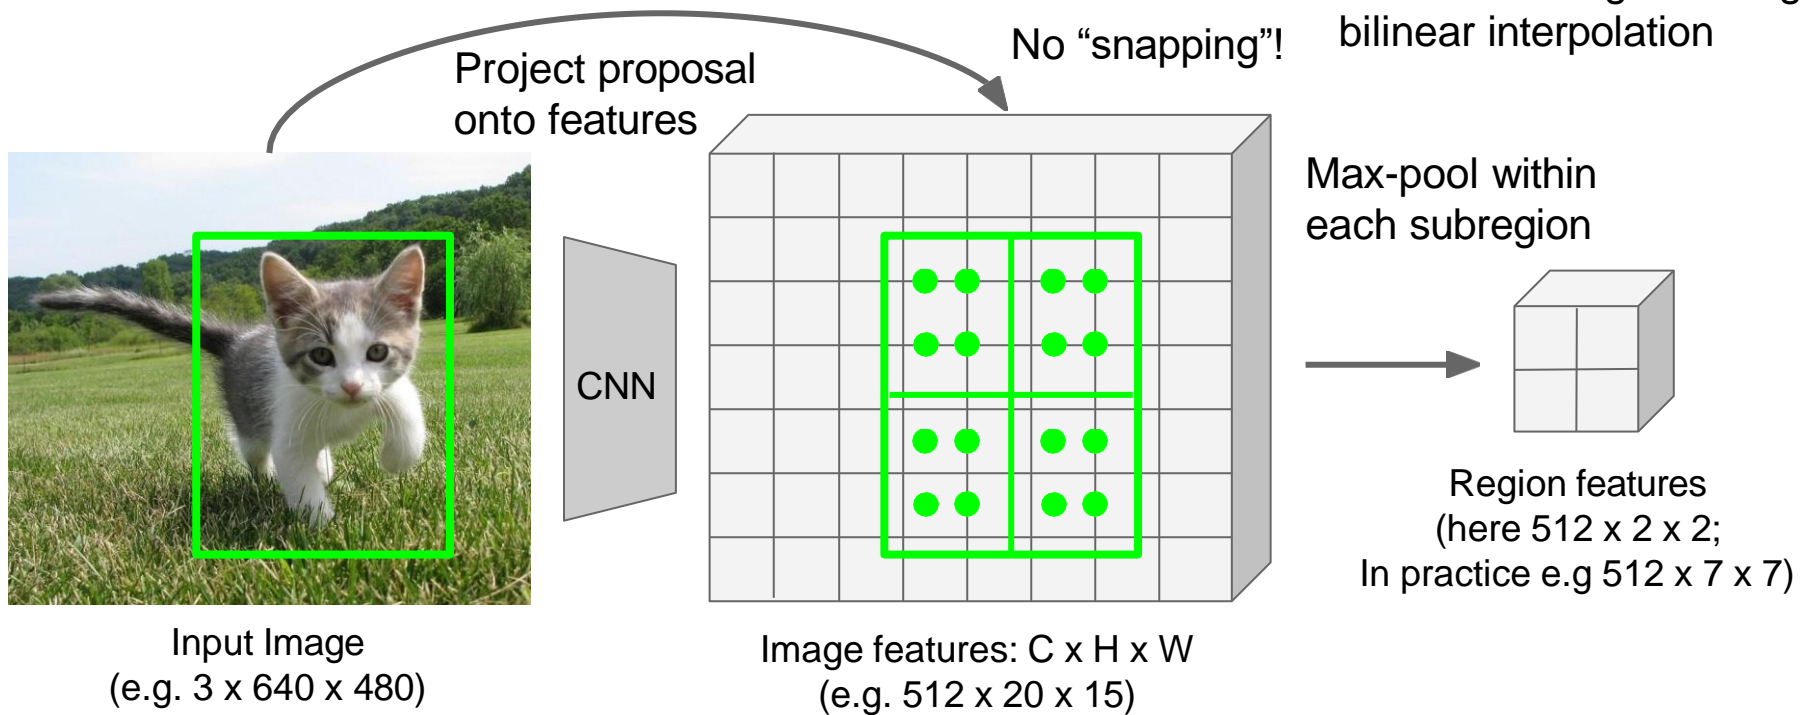 No “snapping”!
bilinear interpolation
Project proposal
onto features
Max-pool within
each subregion
CNN
Region features
(here 512 x 2 x 2;
In practice e.g 512 x 7 x 7)
Input Image
(e.g. 3 x 640 x 480)
Image features: C x H x W
(e.g. 512 x 20 x 15)